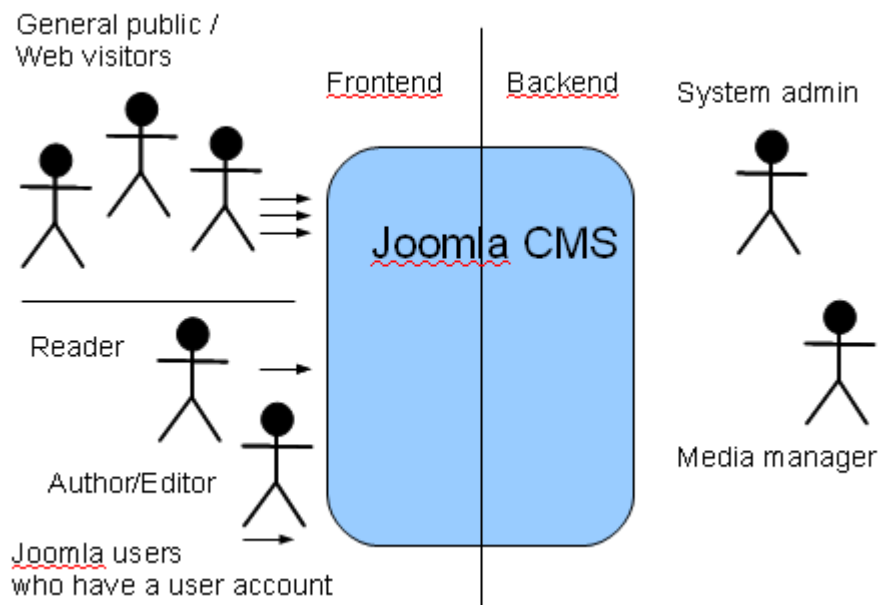 General public /
Web visitors
Frontend
Backend
System admin
Joomla CMS
Reader
Author/Editor
Media manager
Joomla users
who have a user account